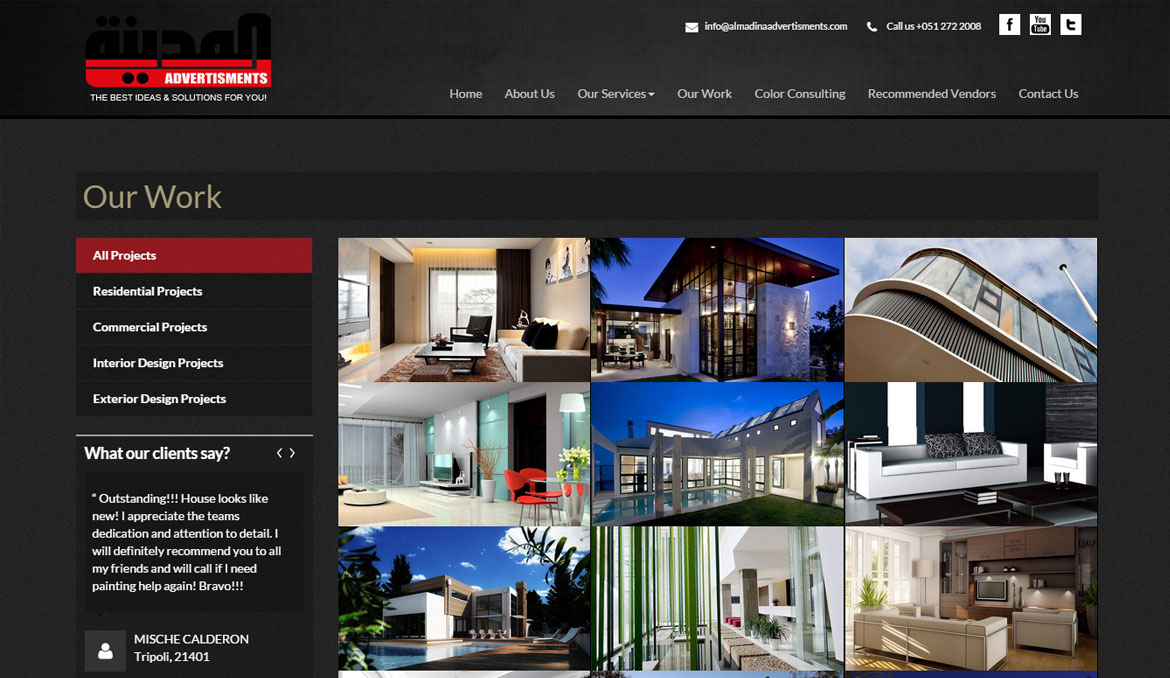 المدينة
ADVERTISMENTS
THE BEST IDEAS & SOLUTIONS FOR YOU!
info@almadinaadvertisments.com
Call us +051 272 2008
f
You
Tube
t
Home
About Us
Our Services
Our Work
Color Consulting
Recommended Vendors
Contact Us
Our Work
All Projects
Residential Projects
Commercial Projects
Interior Design Projects
Exterior Design Projects
What our clients say?
“ Outstanding!!! House looks like
new! I appreciate the teams
dedication and attention to detail. I
will definitely recommend you to all
my friends and will call if I need
painting help again! Bravo!!!
MISCHE CALDERON
Tripoli, 21401